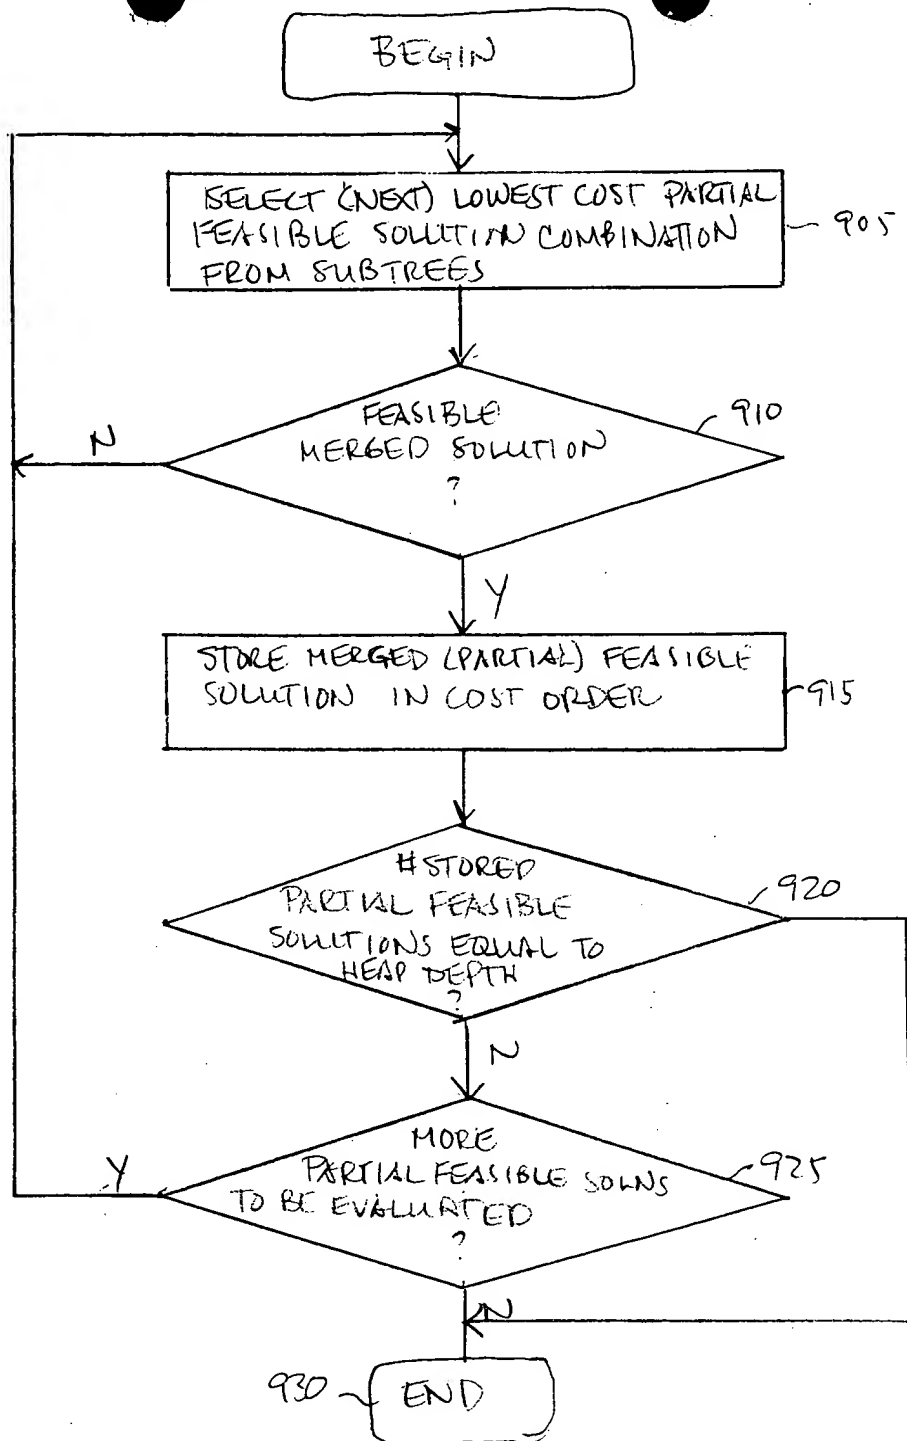 BEGIN
SELECT (NEXT) LOWEST COST PARTIAL
FEASIBLE SOLUTION COMBINATION
FROM SUBTREES
905
FEASIBLE
MERGED SOLUTION
?
910
N
Y
STORE MERGED (PARTIAL) FEASIBLE
SOLUTION IN COST ORDER
915
#STORED
PARTIAL FEASIBLE
SOLUTIONS EQUAL TO
HEAP DEPTH
?
920
N
MORE
PARTIAL FEASIBLE SOLNS
TO BE EVALUATED
?
925
Y
N
930
END